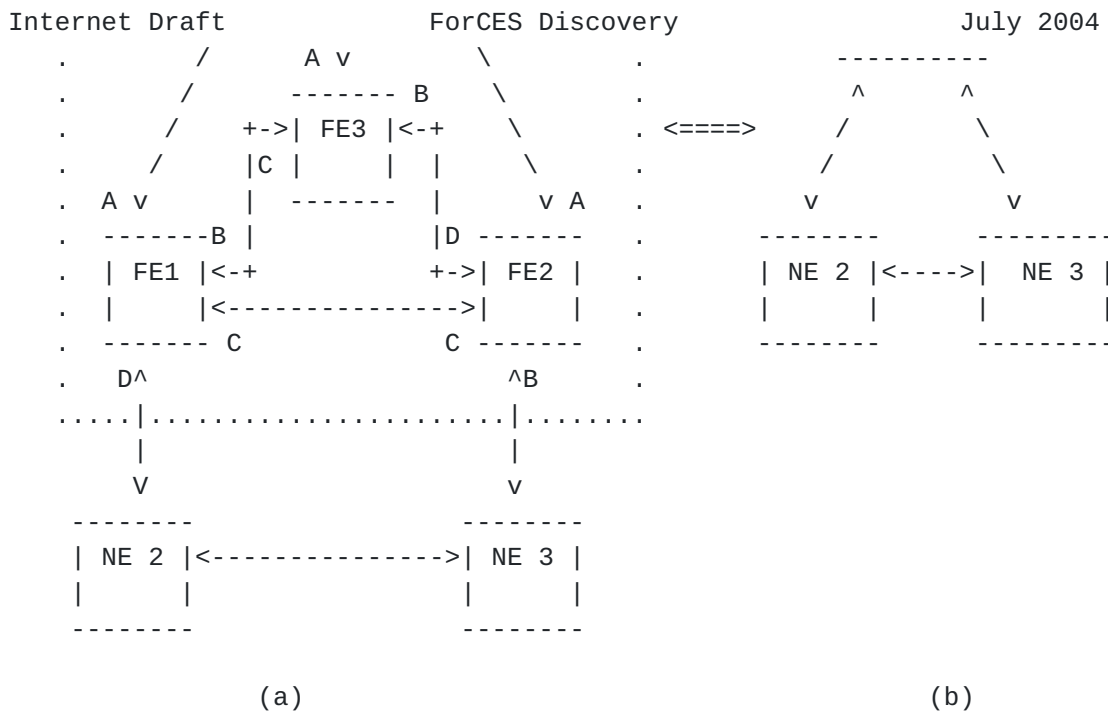 Internet Draft                    ForCES Discovery                   July 2004
   .        /      A v        \         .            ----------
   .       /      ------- B    \        .             ^      ^
   .      /    +->| FE3 |<-+    \       . <====>     /        \
   .     /     |C |     |  |     \      .           /          \
   .  A v      |  -------  |      v A   .          v            v
   .  -------B |           |D -------   .       --------      ---------
   .  | FE1 |<-+           +->| FE2 |   .       | NE 2 |<---->|  NE 3 |
   .  |     |<--------------->|     |   .       |      |      |       |
   .  ------- C             C -------   .       --------      ---------
   .   D^                       ^B      .
   .....|.......................|........
        |                       |
        V                       v
    --------                 --------
    | NE 2 |<--------------->| NE 3 |
    |      |                 |      |
    --------                 --------
                (a)                                         (b)